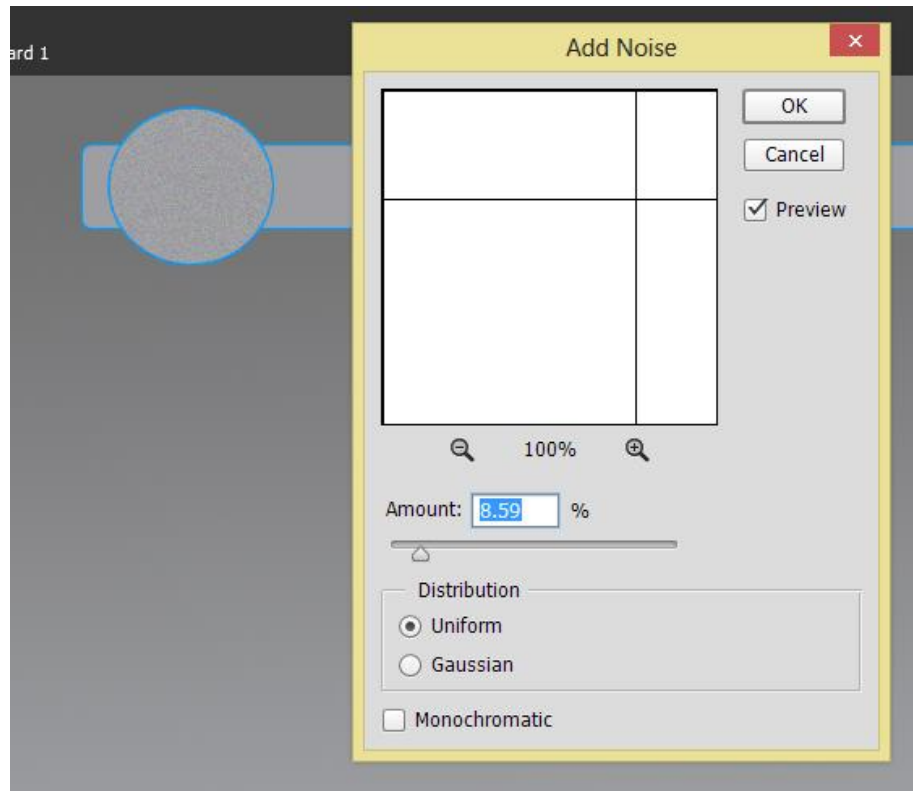 ard 1
Add Noise
OK
Cancel
Preview
100%
Amount: 8.59 %
Distribution
Uniform
Gaussian
Monochromatic